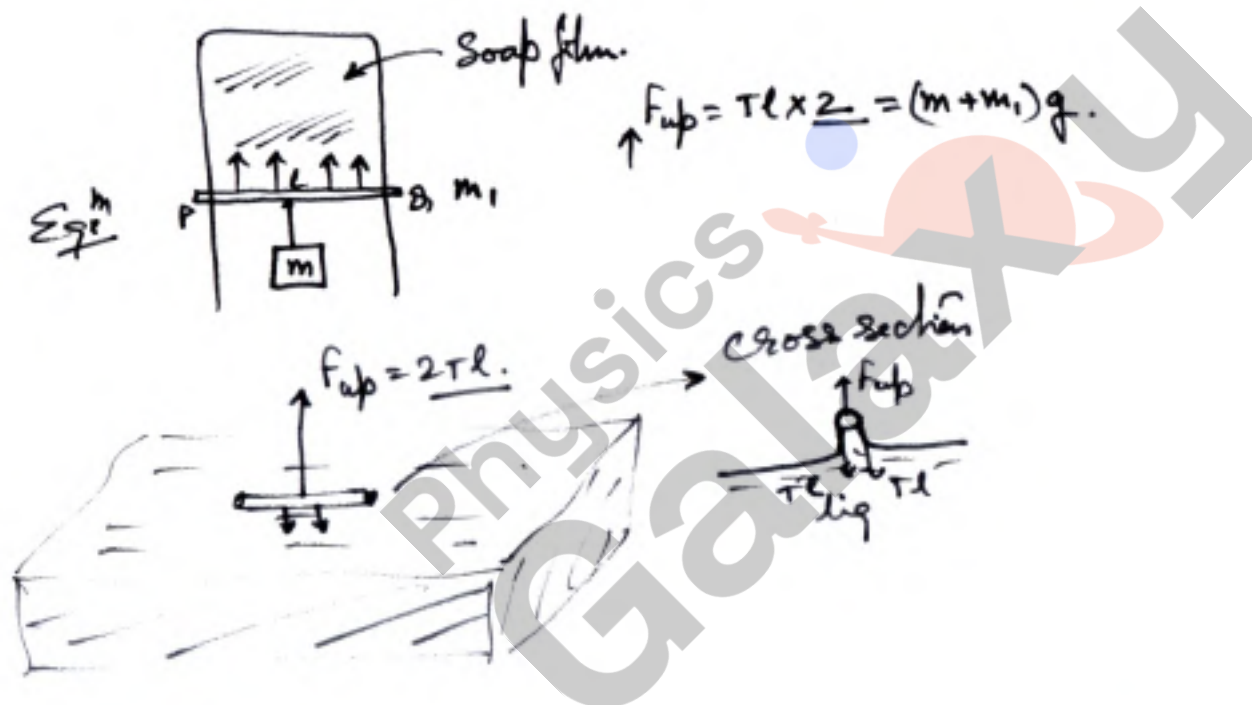 Soap film.
↑ Fup = Tl × 2 = (m + m₁) g.
l
P
Q, m₁
Eqᵐ
m
Fup = 2Tl.
cross section
Fup
Tl Tl
liq
Physics
Galaxy